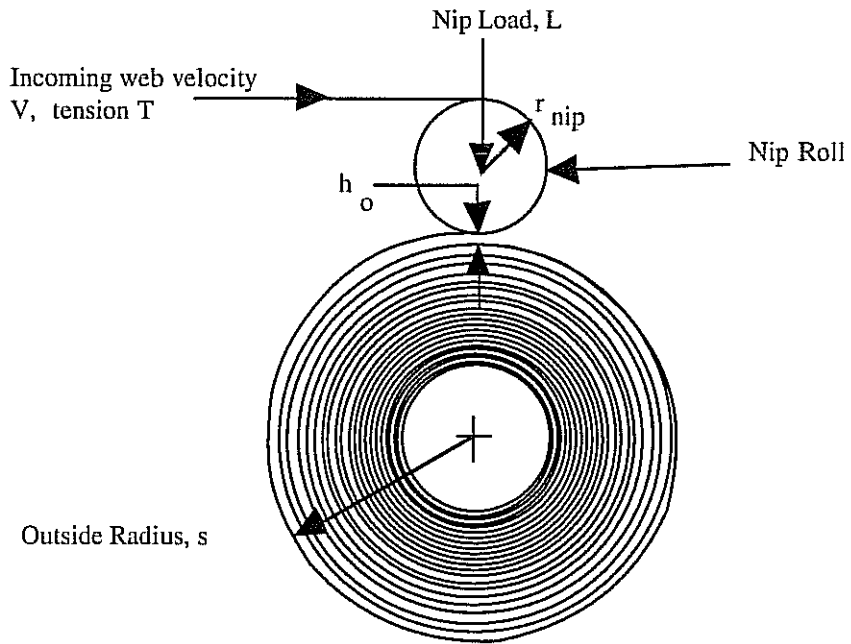 Nip Load, L
Incoming web velocity
V, tension T
r nip
Nip Roll
h o
Outside Radius, s